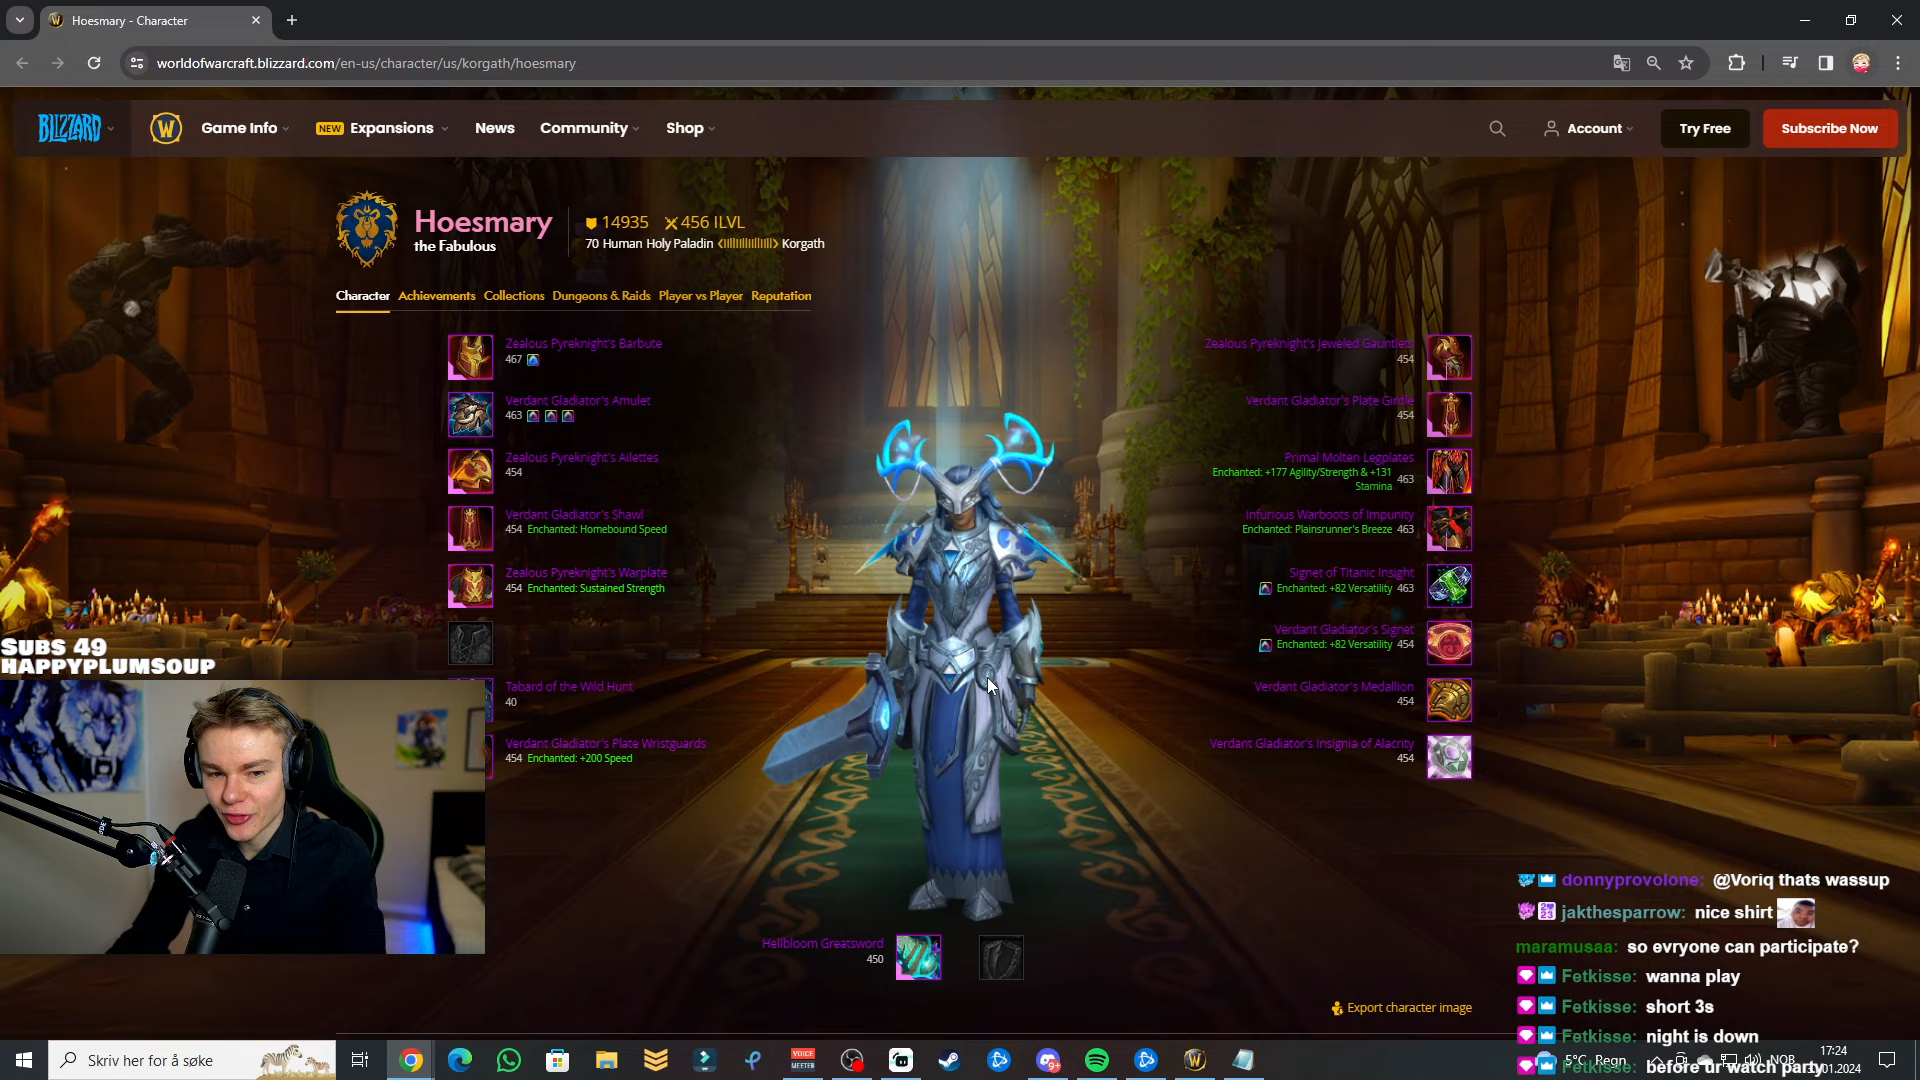 Hoesmary - Character
worldofwarcraft.blizzard.com/en-us/character/us/korgath/hoesmary
BLIZZARD
W
Game Info
NEW Expansions
News
Community
Shop
Account
Try Free
Subscribe Now
Hoesmary
the Fabulous
14935 456 ILVL
70 Human Holy Paladin Korgath
Character Achievements Collections Dungeons & Raids Player vs Player Reputation
Zealous Pyreknight's Barbute
467
Verdant Gladiator's Amulet
463
Zealous Pyreknight's Ailettes
454
Verdant Gladiator's Shawl
454 Enchanted: Homebound Speed
Zealous Pyreknight's Warplate
454 Enchanted: Sustained Strength
Tabard of the Wild Hunt
40
Verdant Gladiator's Plate Wristguards
454 Enchanted: +200 Speed
Zealous Pyreknight's Jeweled Gauntlets
454
Verdant Gladiator's Plate Girdle
454
Primal Molten Legplates
Enchanted: +177 Agility/Strength & +131
Stamina
463
Infurious Warboots of Impunity
Enchanted: Plainsrunner's Breeze 463
Signet of Titanic Insight
Enchanted: +82 Versatility 463
Verdant Gladiator's Signet
Enchanted: +82 Versatility 454
Verdant Gladiator's Medallion
454
Verdant Gladiator's Insignia of Alacrity
454
Hellbloom Greatsword
450
Export character image
SUBS 49
HAPPYPLUMSOUP
donnyprovolone: @Voriq thats wassup
jakthesparrow: nice shirt
maramusaa: so evryone can participate?
Fetkisse: wanna play
Fetkisse: short 3s
Fetkisse: night is down
Fetkisse: before ur watch party
Skriv her for å søke
VOICE
MEETER
9+
5°C Regn
NOB
17:24